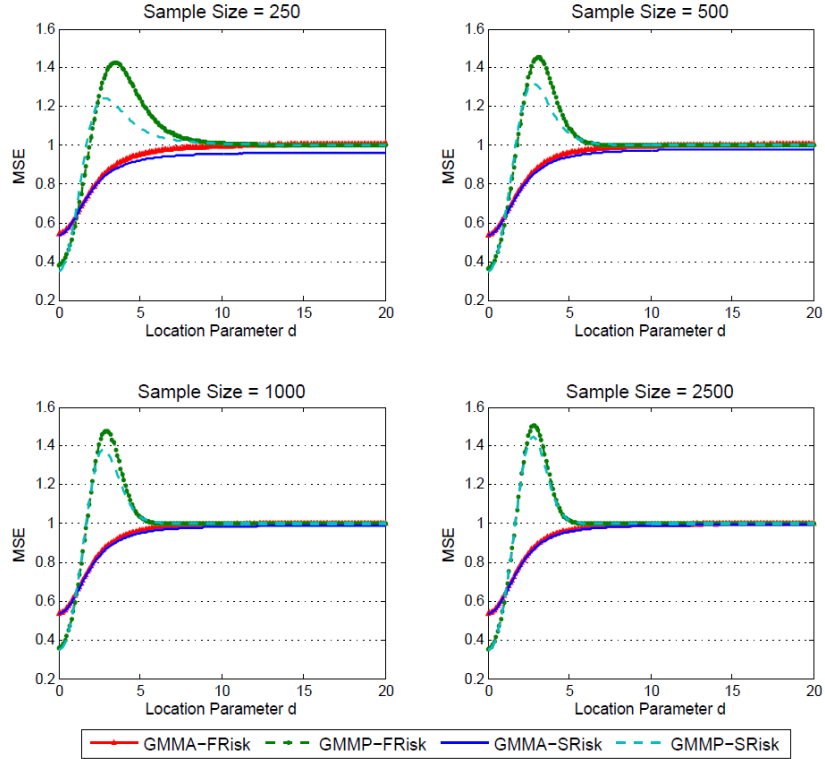 Sample Size = 250
1.6
1.4
1.2
1
0.8
0.6
0.4
0.2
MSE
0 5 10 15 20
Location Parameter d
Sample Size = 500
1.6
1.4
1.2
1
0.8
0.6
0.4
0.2
MSE
0 5 10 15 20
Location Parameter d
Sample Size = 1000
1.6
1.4
1.2
1
0.8
0.6
0.4
0.2
MSE
0 5 10 15 20
Location Parameter d
Sample Size = 2500
1.6
1.4
1.2
1
0.8
0.6
0.4
0.2
MSE
0 5 10 15 20
Location Parameter d
GMMA−FRisk GMMP−FRisk GMMA−SRisk GMMP−SRisk